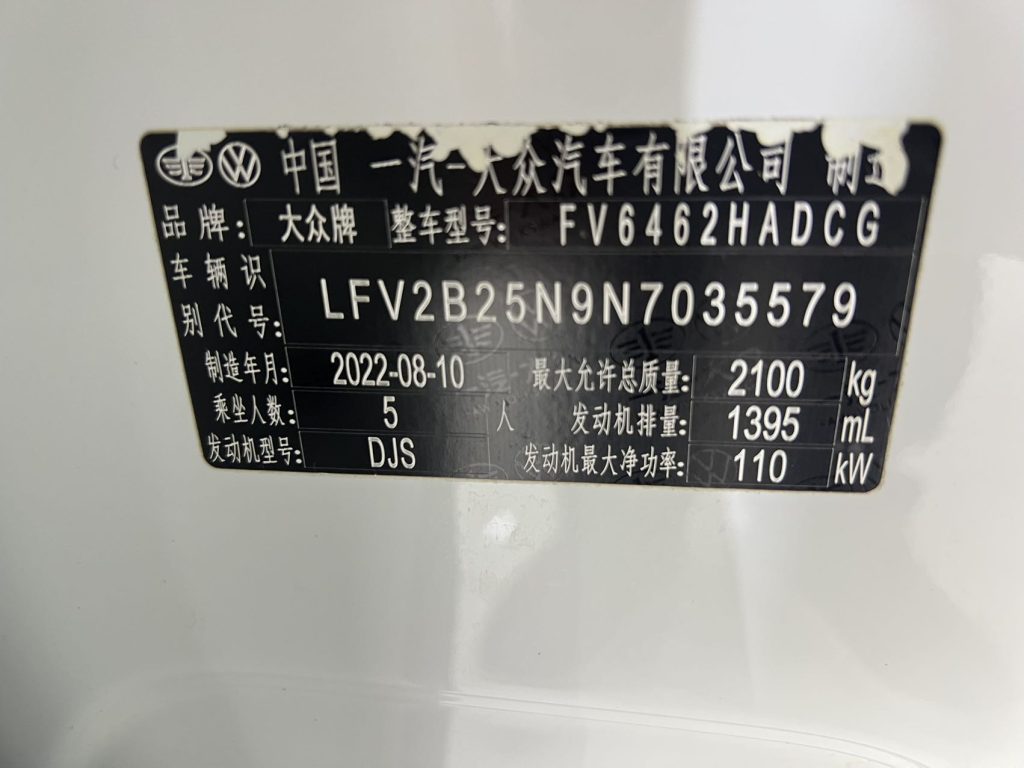 中国 一汽-大众汽车有限公司 制造
品牌: 大众牌 整车型号: FV6462HADCG
车辆识别代号: LFV2B25N9N7035579
制造年月: 2022-08-10 最大允许总质量: 2100 kg
乘坐人数: 5 人 发动机排量: 1395 mL
发动机型号: DJS 发动机最大净功率: 110 kW